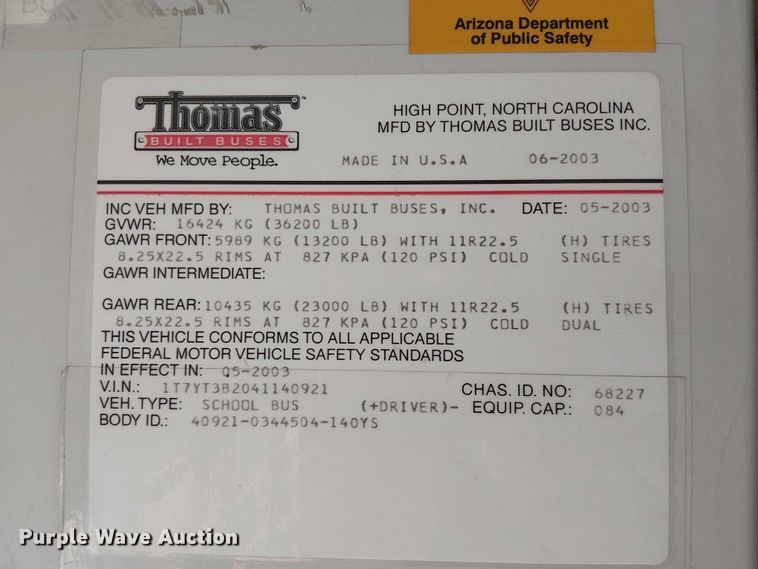 BU
Arizona Department
of Public Safety
Thomas™
BUILT BUSES
We Move People.
HIGH POINT, NORTH CAROLINA
MFD BY THOMAS BUILT BUSES INC.
MADE IN U.S.A 06-2003
INC VEH MFD BY: THOMAS BUILT BUSES, INC. DATE: 05-2003
GVWR: 16424 KG (36200 LB)
GAWR FRONT: 5989 KG (13200 LB) WITH 11R22.5 (H) TIRES
8.25X22.5 RIMS AT 827 KPA (120 PSI) COLD SINGLE
GAWR INTERMEDIATE:
GAWR REAR: 10435 KG (23000 LB) WITH 11R22.5 (H) TIRES
8.25X22.5 RIMS AT 827 KPA (120 PSI) COLD DUAL
THIS VEHICLE CONFORMS TO ALL APPLICABLE
FEDERAL MOTOR VEHICLE SAFETY STANDARDS
IN EFFECT IN: 05-2003
V.I.N.: 1T7YT3B2041140921 CHAS. ID. NO: 68227
VEH. TYPE: SCHOOL BUS (+DRIVER)- EQUIP. CAP.: 084
BODY ID.: 40921-0344504-140YS
Purple Wave Auction